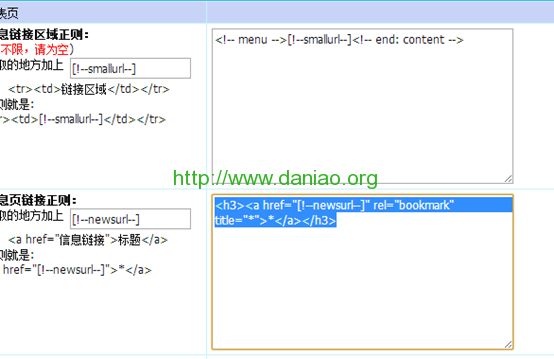 表页
息链接区域正则:
不限，请为空)
取的地方加上 [!--smallurl--]
<tr><td>链接区域</td></tr>
则就是:
r><td>[!--smallurl--]</td></tr>
<!-- menu -->[!--smallurl--]<!-- end: content -->
http://www.daniao.org
息页链接正则:
取的地方加上 [!--newsurl--]
<a href="信息链接">标题</a>
则就是:
href="[!--newsurl--]">*</a>
<h3><a href="[!--newsurl--]" rel="bookmark"
title="*">*</a></h3>